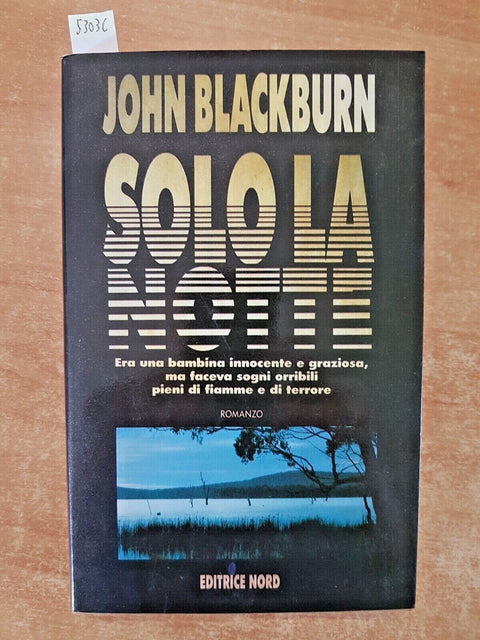 5303C
JOHN BLACKBURN
SOLO LA
NOTTE
Era una bambina innocente e graziosa,
ma faceva sogni orribili
pieni di fiamme e di terrore
ROMANZO
EDITRICE NORD